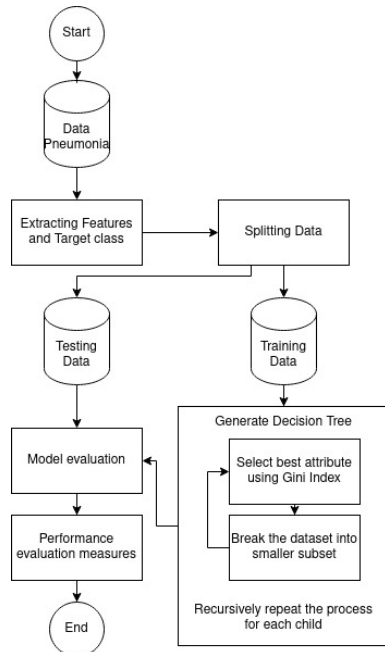 Start
Data
Pneumonia
Extracting Features
and Target class
Splitting Data
Testing
Data
Training
Data
Generate Decision Tree
Select best attribute
using Gini Index
Break the dataset into
smaller subset
Recursively repeat the process
for each child
Model evaluation
Performance
evaluation measures
End